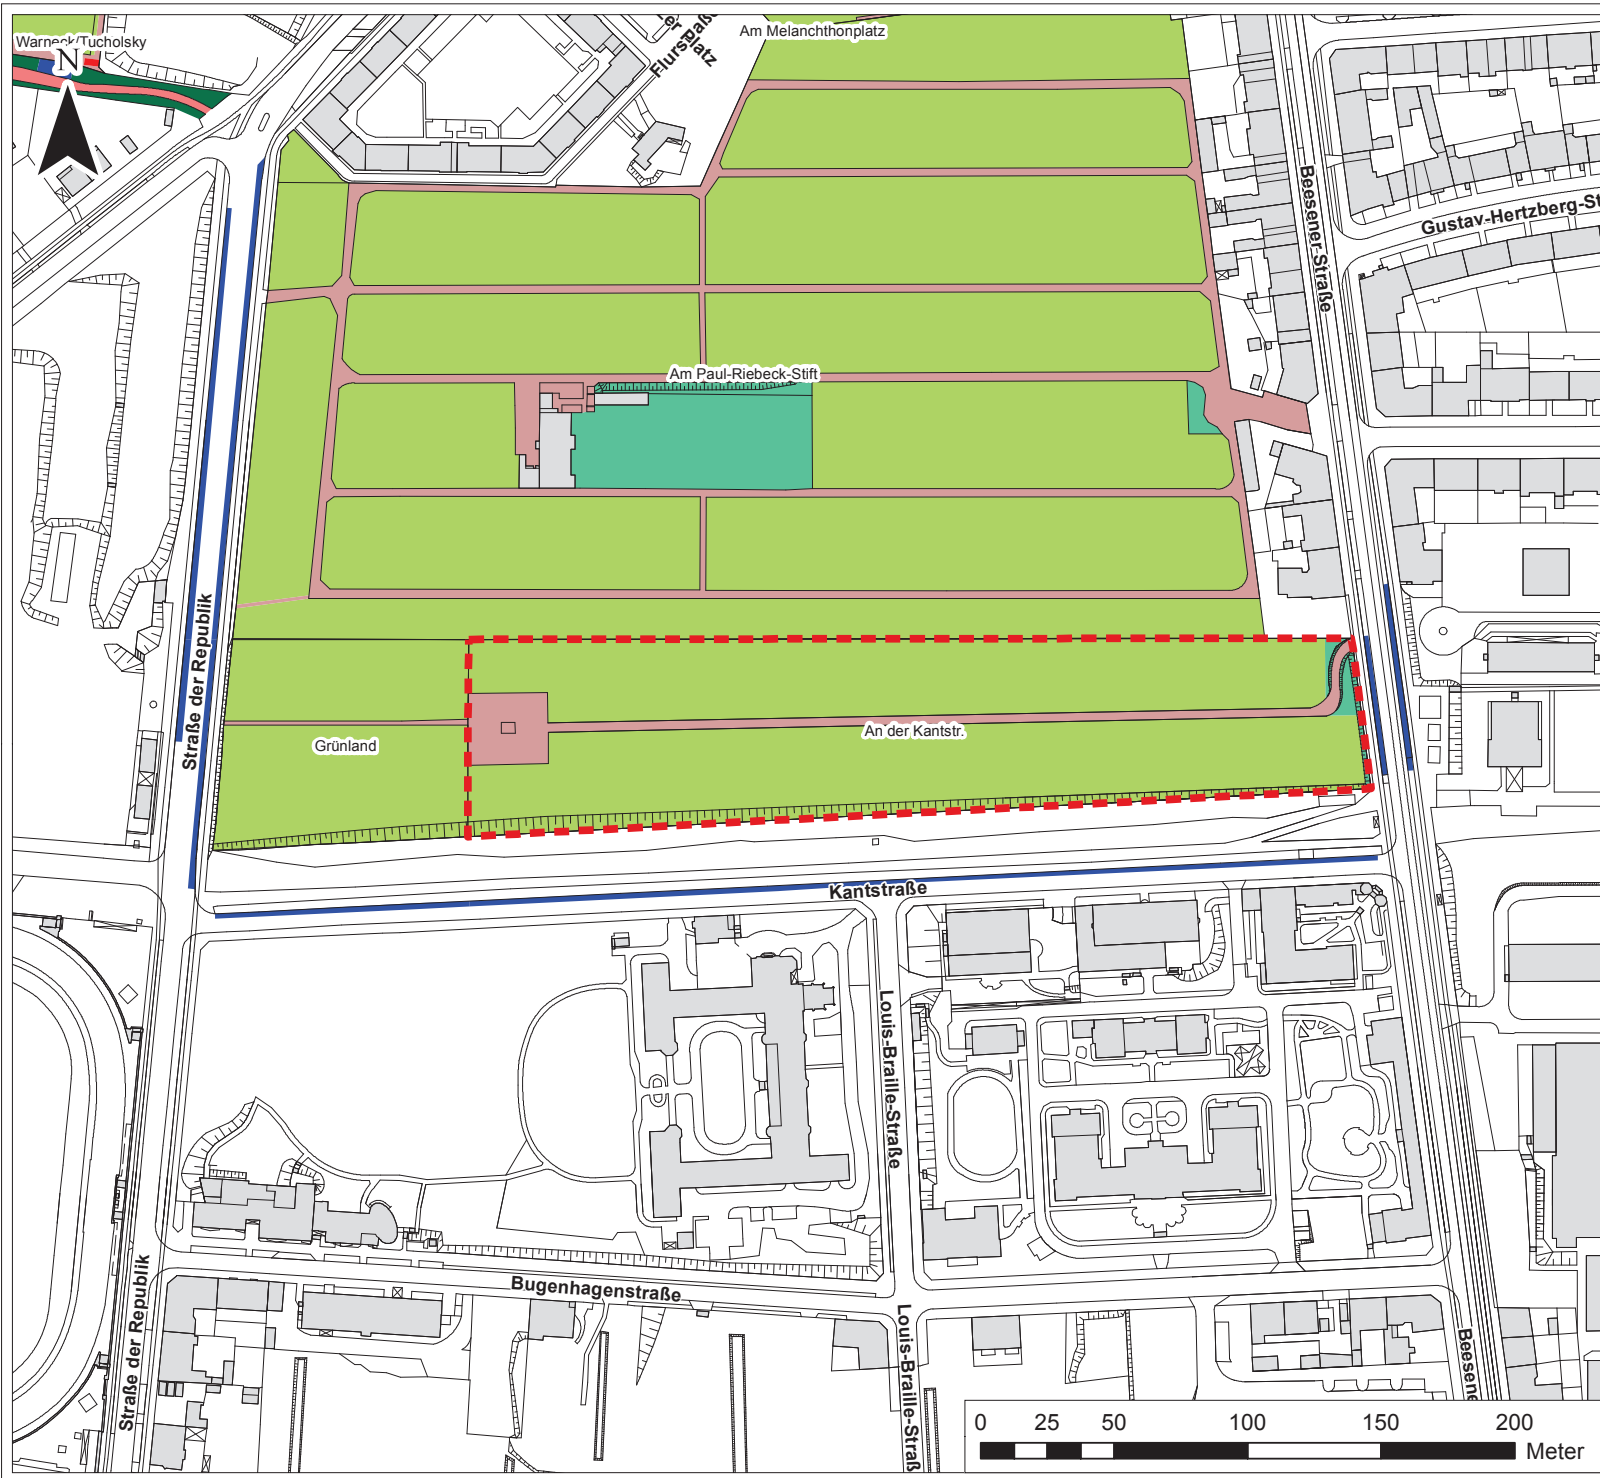 Warneck/Tucholsky
N
Am Melanchthonplatz
Platz
Beesener-Straße
Gustav-Hertzberg-St
Am Paul-Riebeck-Stift
Straße der Republik
Grünland
An der Kantstr.
Kantstraße
Louis-Braille-Straße
Straße der Republik
Bugenhagenstraße
Louis-Braille-Straß
Beesene
0 25 50 100 150 200
Meter